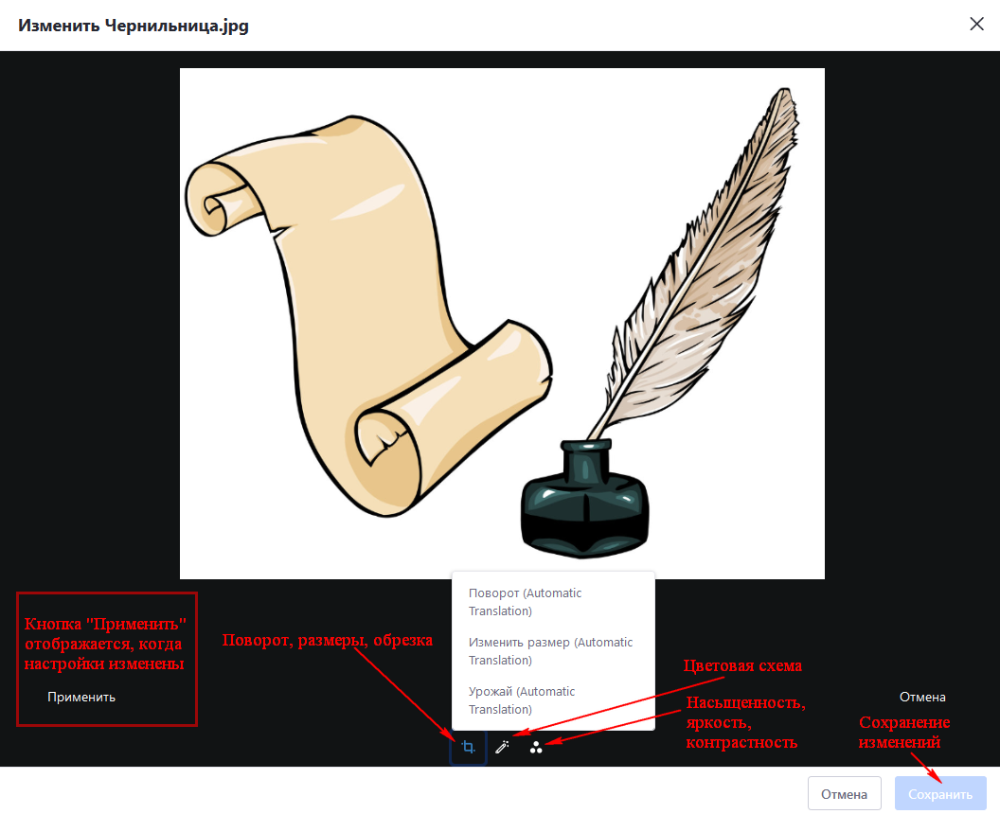 Изменить Чернильница.jpg
Поворот (Automatic
Translation)
Изменить размер (Automatic
Translation)
Урожай (Automatic
Translation)
Кнопка "Применить"
отображается, когда
настройки изменены
Применить
Поворот, размеры, обрезка
Цветовая схема
Насыщенность,
яркость,
контрастность
Отмена
Сохранение
изменений
Отмена
Сохранить